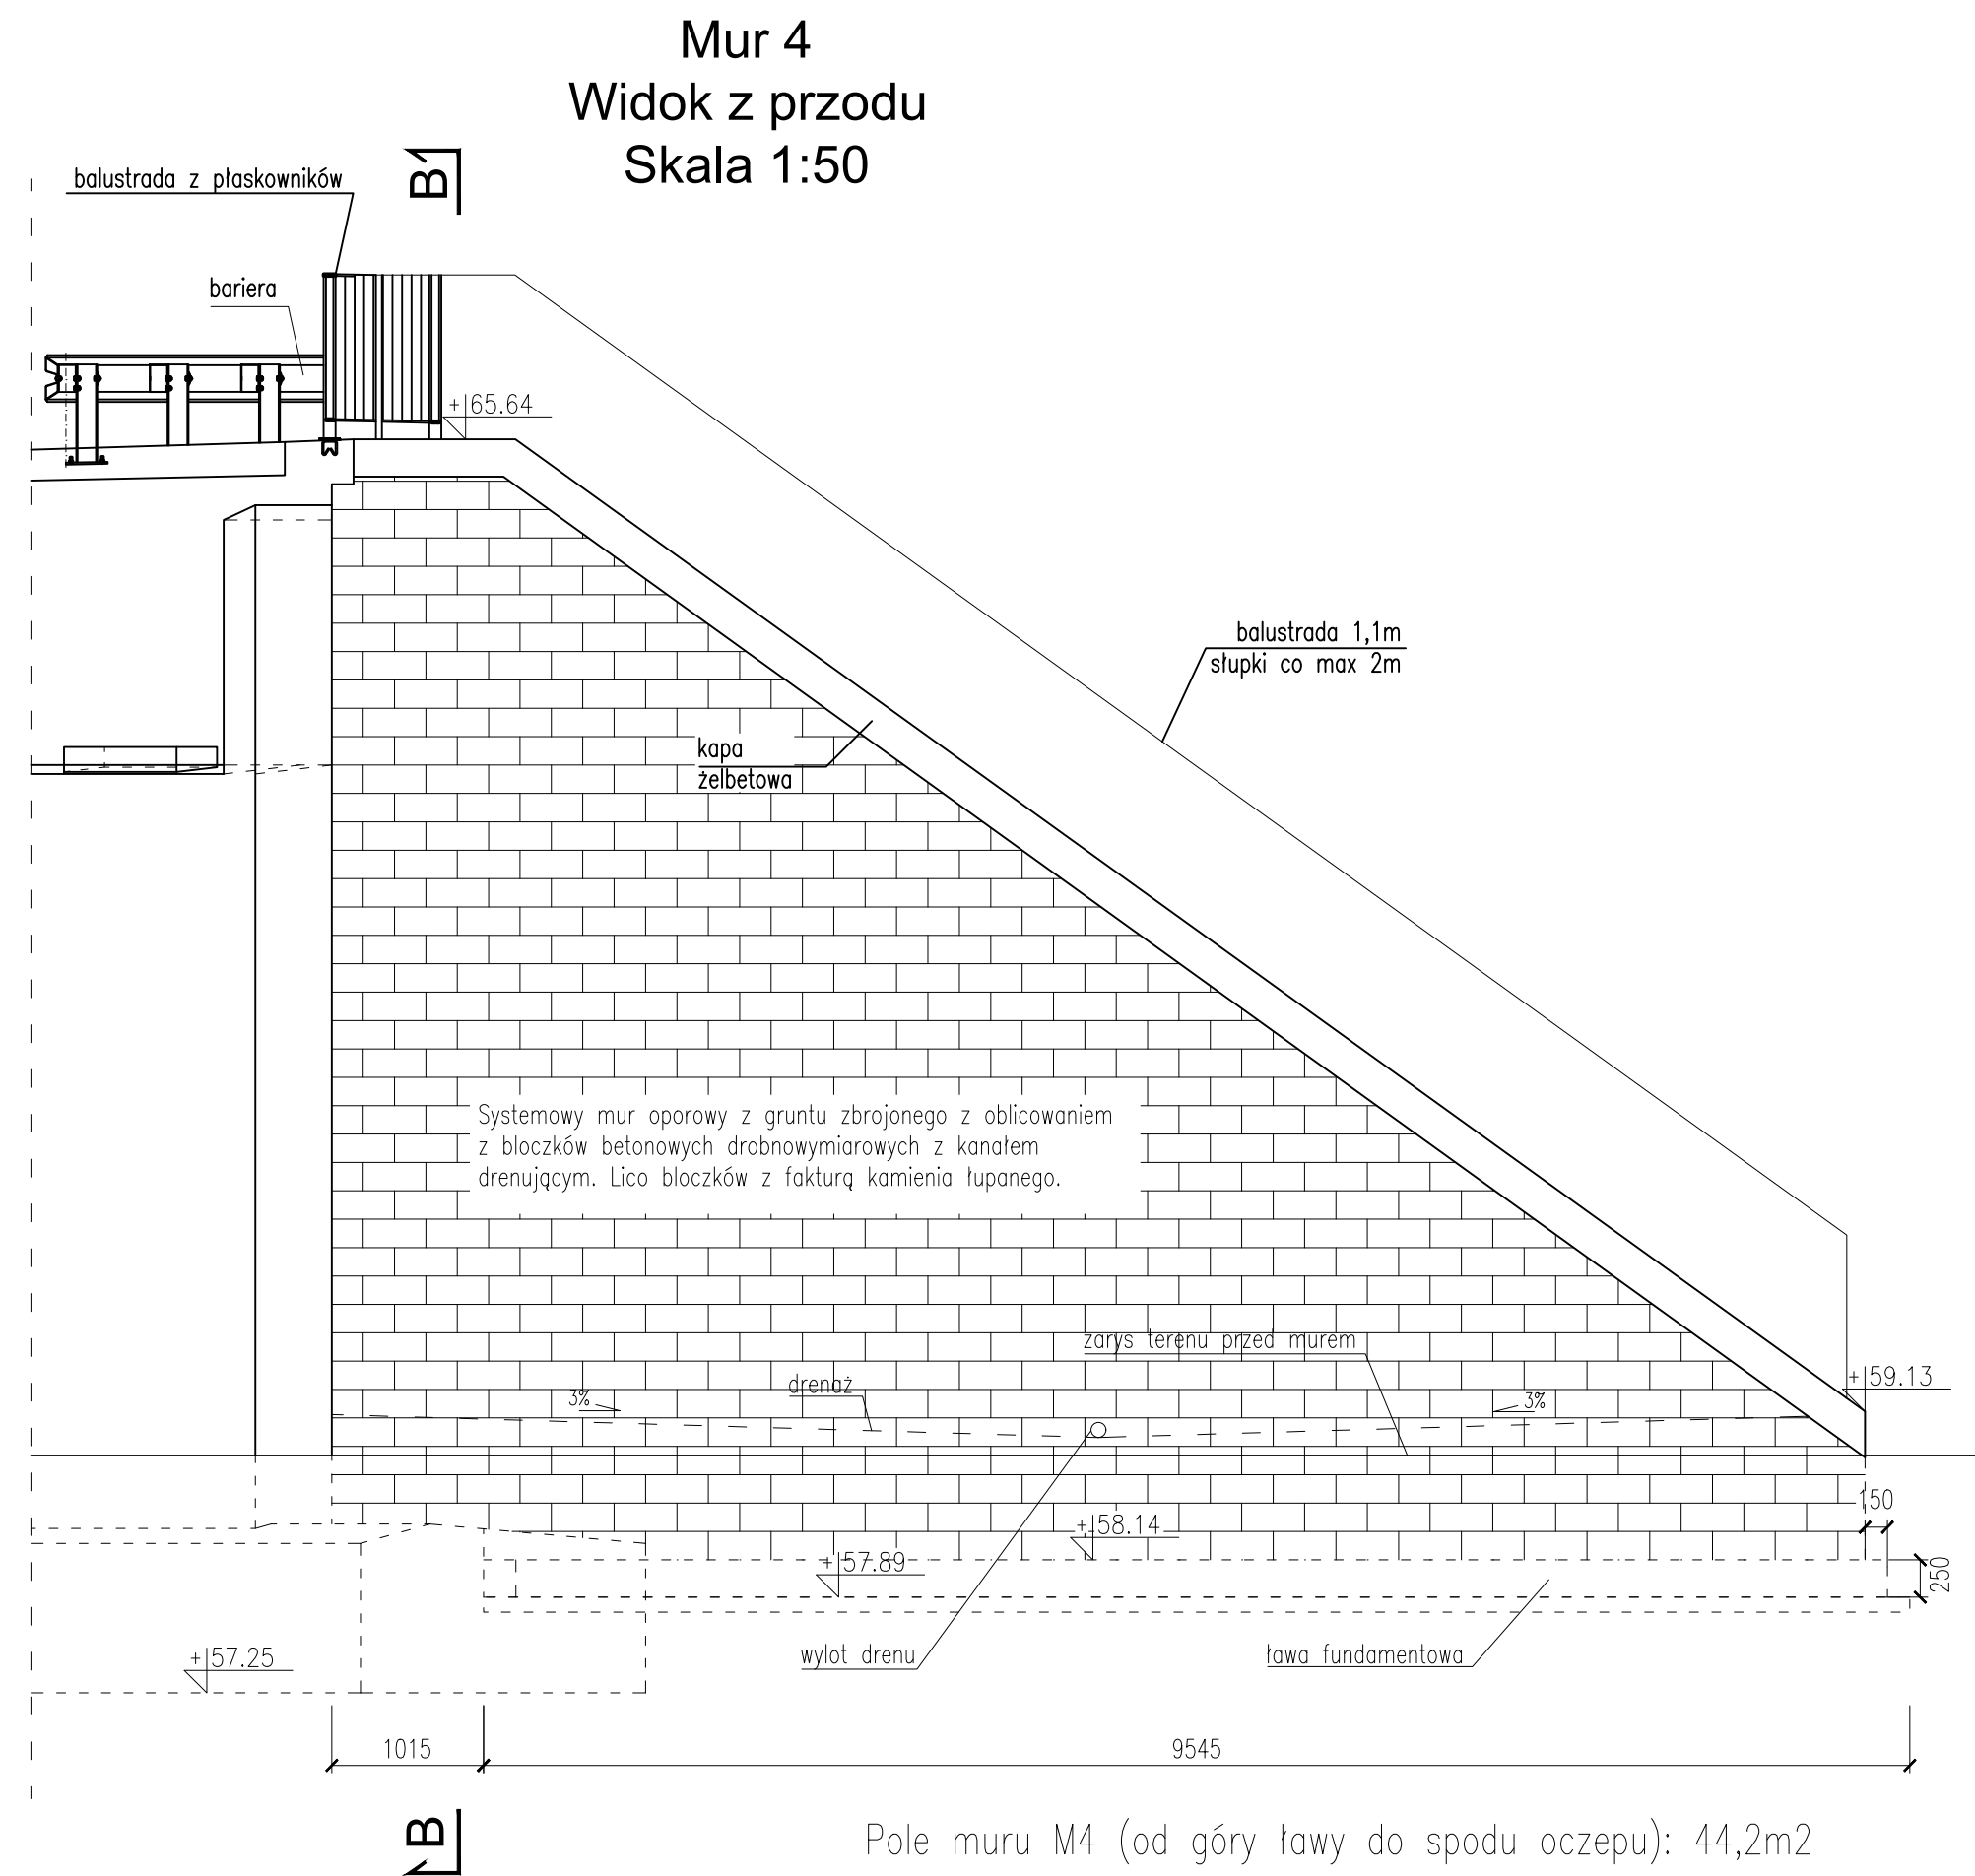 Mur 4
Widok z przodu
Skala 1:50
B
balustrada z płaskowników
bariera
+65.64
balustrada 1,1m
słupki co max 2m
kapa
żelbetowa
Systemowy mur oporowy z gruntu zbrojonego z oblicowaniem
z bloczków betonowych drobnowymiarowych z kanałem
drenującym. Lico bloczków z fakturą kamienia łupanego.
zarys terenu przed murem
+59.13
drenaż
3%
3%
150
+58.14
+57.89
250
wylot drenu
ława fundamentowa
+57.25
1015
9545
B
Pole muru M4 (od góry ławy do spodu oczepu): 44,2m2